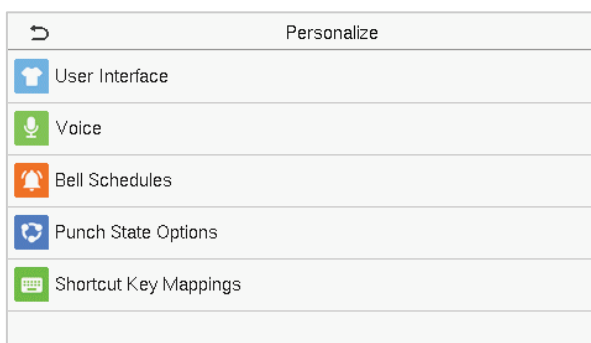 Personalize
User Interface
Voice
Bell Schedules
Punch State Options
Shortcut Key Mappings